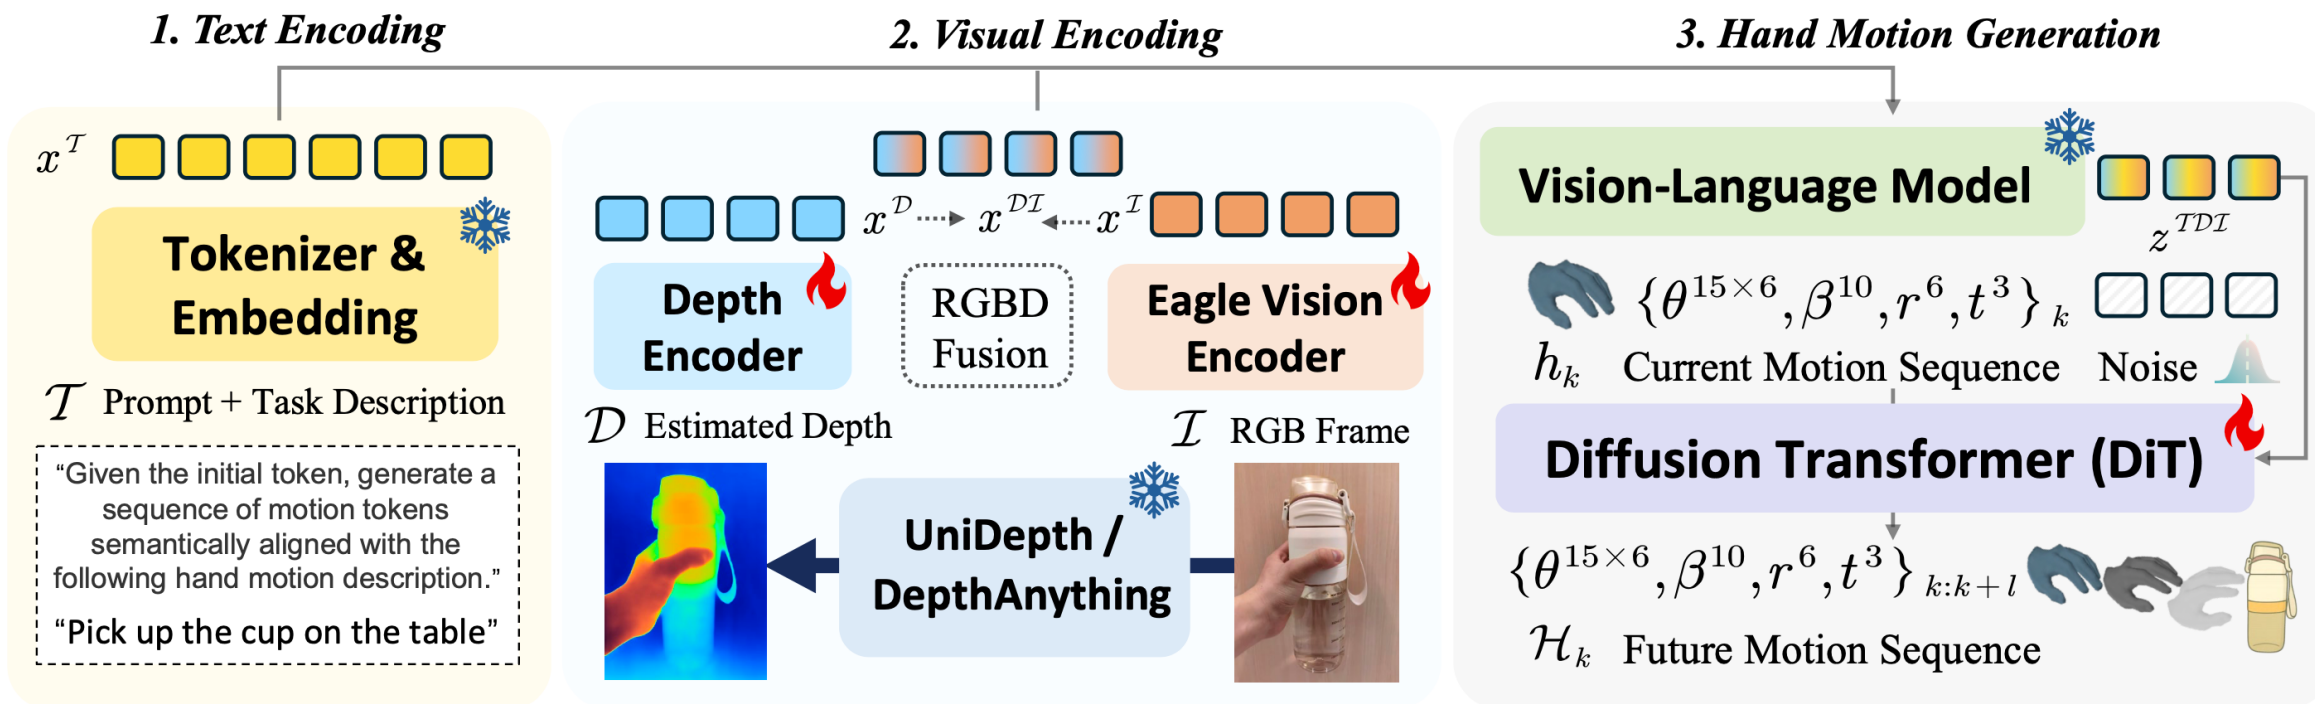 1. Text Encoding
x^𝒯
Tokenizer &
Embedding
𝒯 Prompt + Task Description
“Given the initial token, generate a
sequence of motion tokens
semantically aligned with the
following hand motion description.”
“Pick up the cup on the table”
2. Visual Encoding
x^𝒟 x^𝒟ℐ x^ℐ
Depth
Encoder
RGBD
Fusion
Eagle Vision
Encoder
𝒟 Estimated Depth
ℐ RGB Frame
UniDepth /
DepthAnything
3. Hand Motion Generation
Vision-Language Model
z^𝒯𝒟ℐ
{θ^15×6, β^10, r^6, t^3}_k
h_k Current Motion Sequence
Noise
Diffusion Transformer (DiT)
{θ^15×6, β^10, r^6, t^3}_k:k+l
ℋ_k Future Motion Sequence